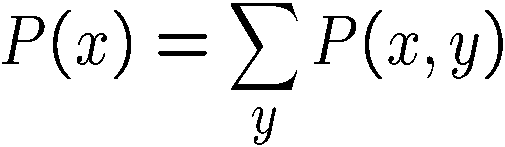 P(x) = \sum_{y} P(x, y)